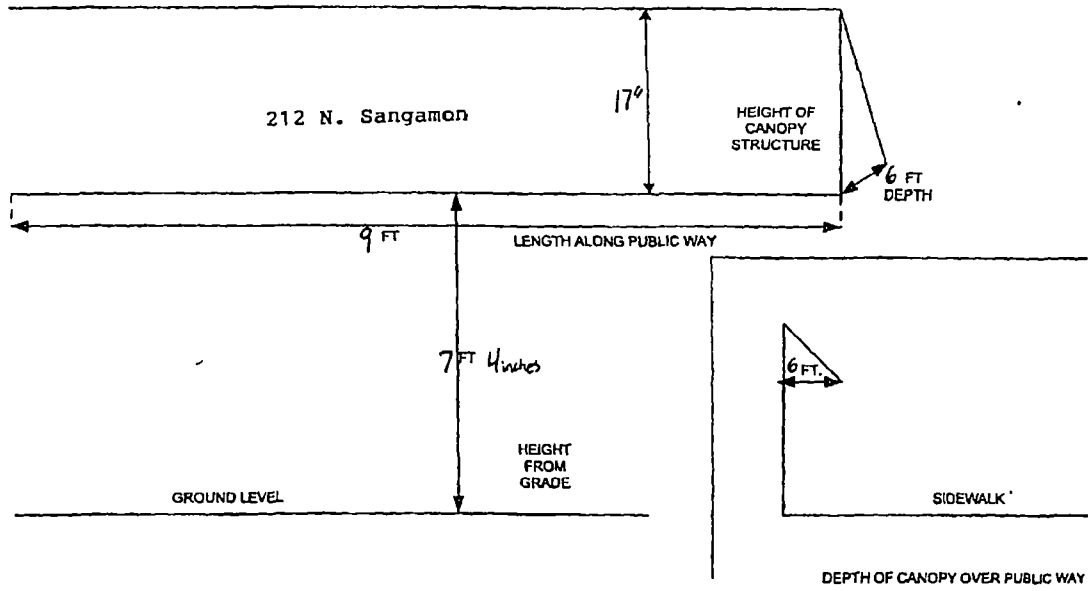 212 N. Sangamon
17"
HEIGHT OF
CANOPY
STRUCTURE
6 FT
DEPTH
9 FT
LENGTH ALONG PUBLIC WAY
7 FT 4 inches
6 FT.
HEIGHT
FROM
GRADE
GROUND LEVEL
SIDEWALK
DEPTH OF CANOPY OVER PUBLIC WAY